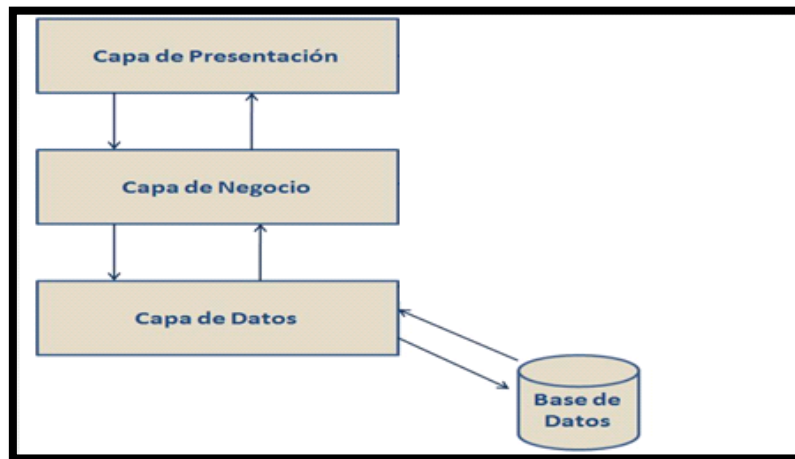 Capa de Presentación
Capa de Negocio
Capa de Datos
Base de
Datos